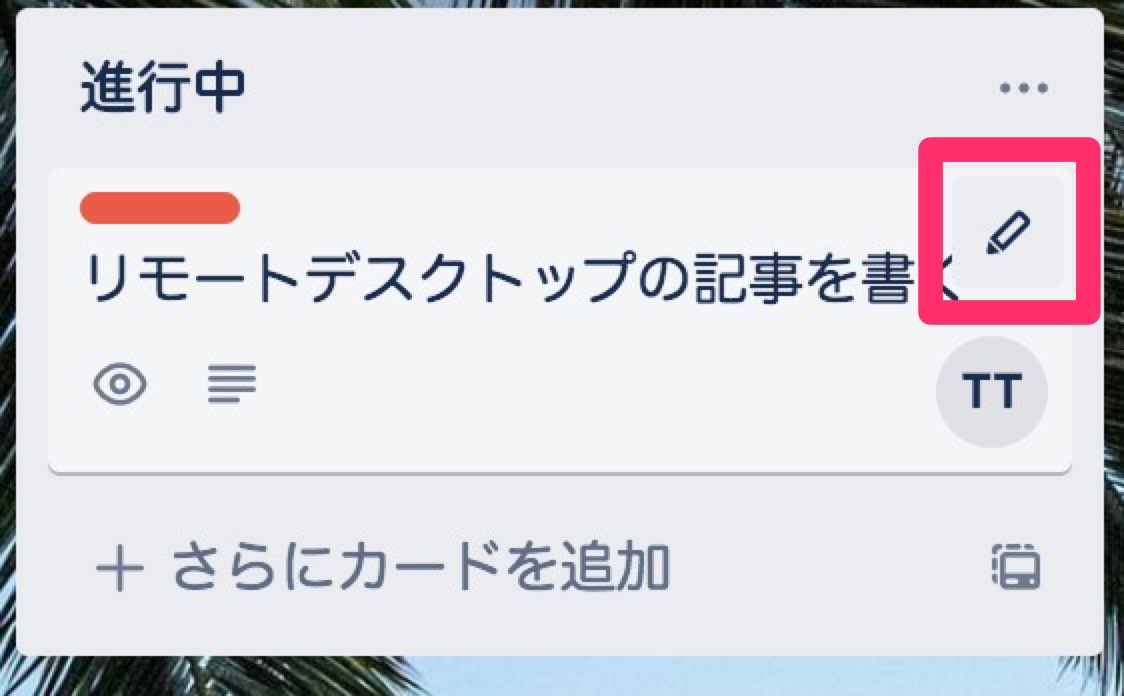 進行中
リモートデスクトップの記事を書く
TT
さらにカードを追加